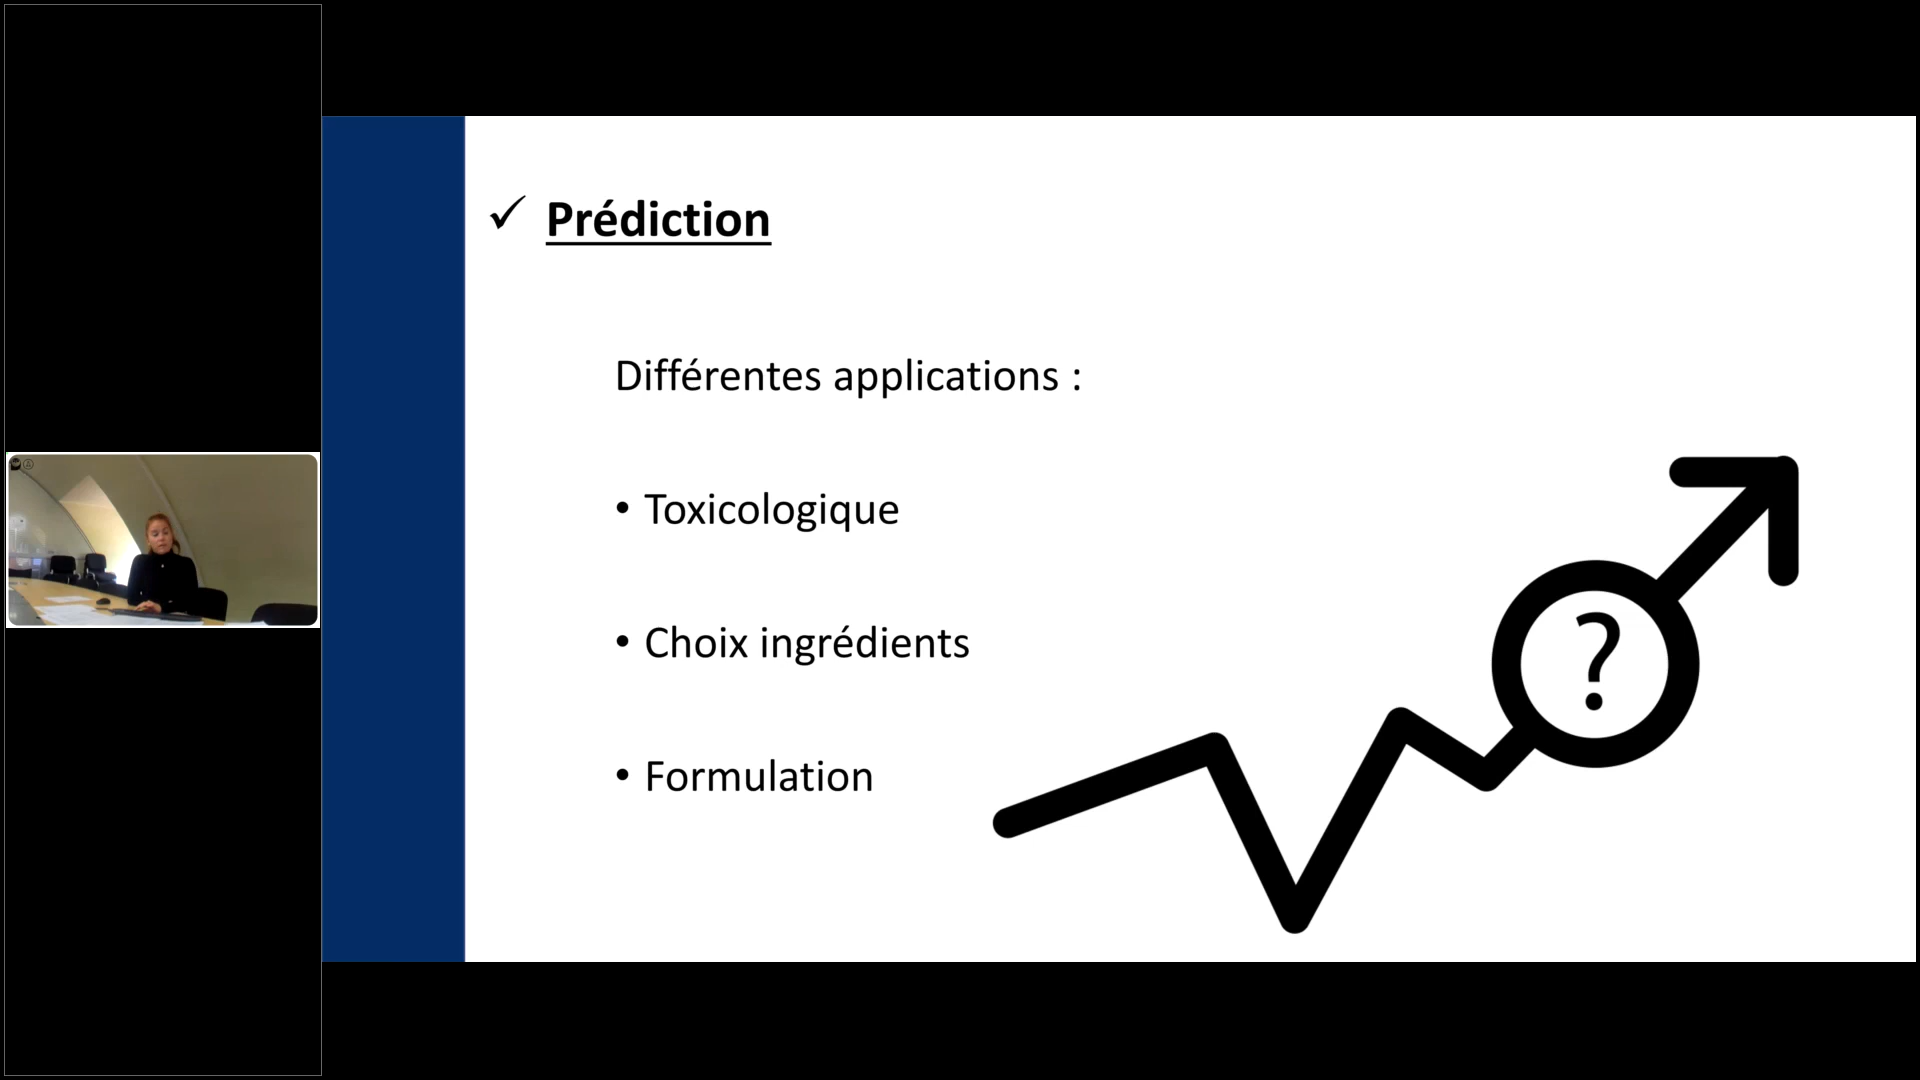 ✓ Prédiction
Différentes applications :
• Toxicologique
• Choix ingrédients
• Formulation
?